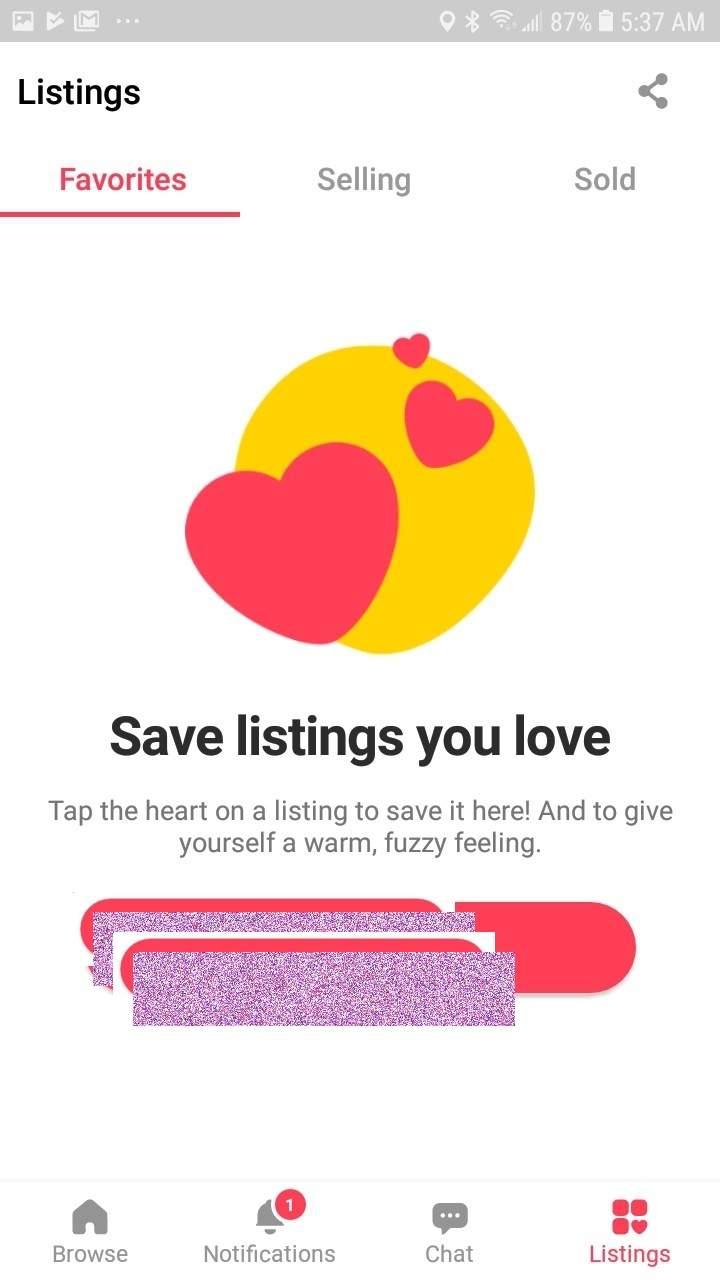 87% 5:37 AM
Listings
Favorites Selling Sold
Save listings you love
Tap the heart on a listing to save it here! And to give
yourself a warm, fuzzy feeling.
1
Browse Notifications Chat Listings